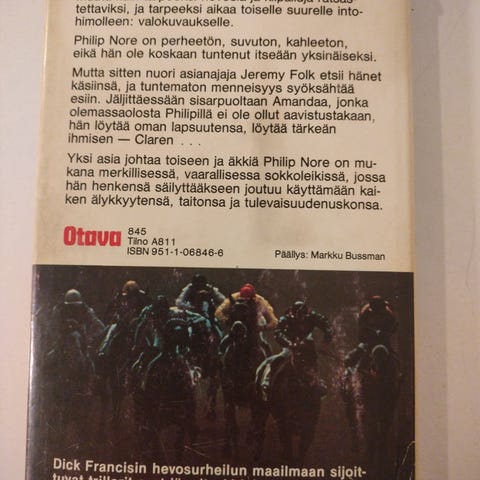 tettaviksi, ja tarpeeksi aikaa toiselle suurelle into-
himolleen: valokuvaukselle.
Philip Nore on perheetön, suvuton, kahleeton,
eikä hän ole koskaan tuntenut itseään yksinäiseksi.
Mutta sitten nuori asianajaja Jeremy Folk etsii hänet
käsiinsä, ja tuntematon menneisyys syöksähtää
esiin. Jäljittäessään sisarpuoltaan Amandaa, jonka
olemassaolosta Philipillä ei ole ollut aavistustakaan,
hän löytää oman lapsuutensa, löytää tärkeän
ihmisen — Claren . . .
Yksi asia johtaa toiseen ja äkkiä Philip Nore on mu-
kana merkillisessä, vaarallisessa sokkoleikissä, jossa
hän henkensä säilyttääkseen joutuu käyttämään kai-
ken älykkyytensä, taitonsa ja tulevaisuudenuskonsa.
Otava
845
Tilno A811
ISBN 951-1-06846-6
Päällys: Markku Bussman
Dick Francisin hevosurheilun maailmaan sijoit-